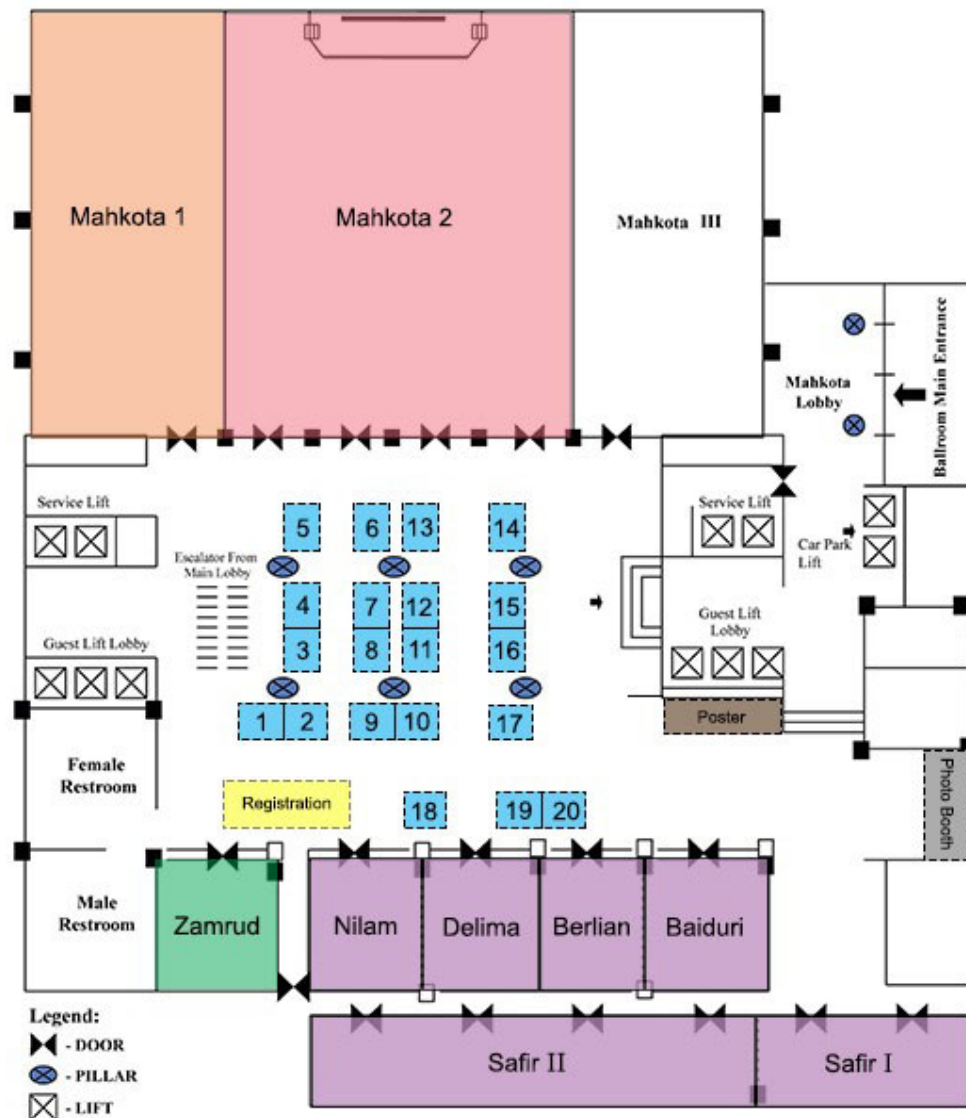 Mahkota 1
Mahkota 2
Mahkota III
Mahkota
Lobby
Ballroom Main Entrance
Service Lift
5
6
13
14
Service Lift
Car Park
Lift
Escalator From
Main Lobby
4
7
12
15
Guest Lift Lobby
3
8
11
16
Guest Lift
Lobby
1
2
9
10
17
Poster
Female
Restroom
Registration
18
19
20
Photo Booth
Male
Restroom
Zamrud
Nilam
Delima
Berlian
Baiduri
Legend:
- DOOR
- PILLAR
- LIFT
Safir II
Safir I